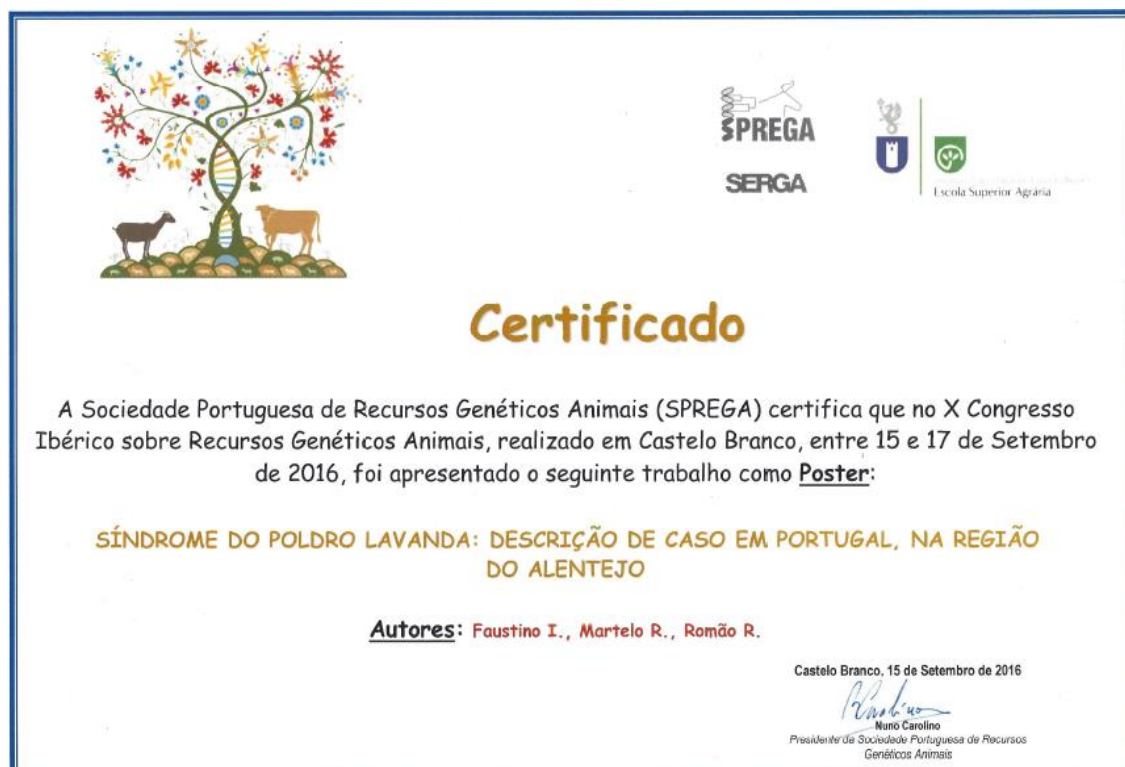 SPREGA
SERGA
Escola Superior Agrária
Certificado
A Sociedade Portuguesa de Recursos Genéticos Animais (SPREGA) certifica que no X Congresso
Ibérico sobre Recursos Genéticos Animais, realizado em Castelo Branco, entre 15 e 17 de Setembro
de 2016, foi apresentado o seguinte trabalho como Poster:
SÍNDROME DO POLDRO LAVANDA: DESCRIÇÃO DE CASO EM PORTUGAL, NA REGIÃO
DO ALENTEJO
Autores: Faustino I., Martelo R., Romão R.
Castelo Branco, 15 de Setembro de 2016
Nuno Carolino
Presidente da Sociedade Portuguesa de Recursos
Genéticos Animais